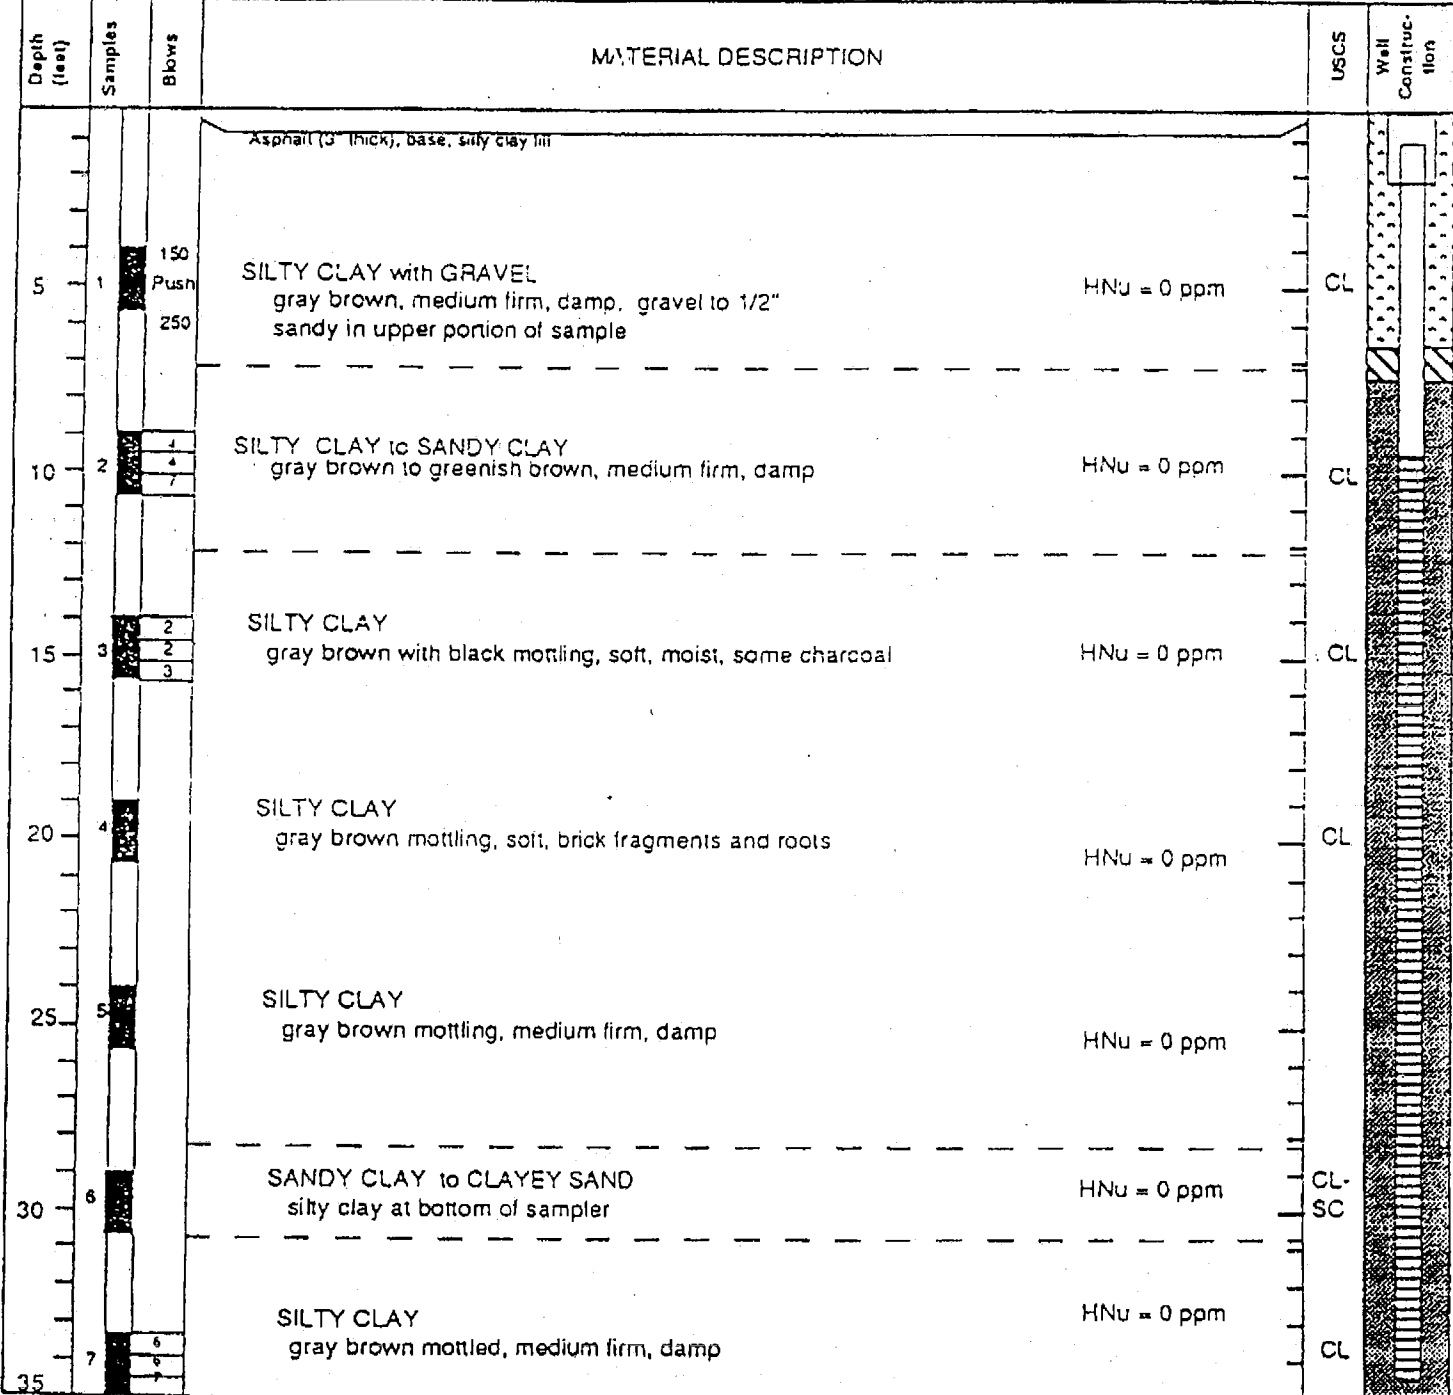 Depth (feet)
Samples
Blows
MATERIAL DESCRIPTION
USCS
Well Construc-tion
Asphalt (3" thick), base, silty clay fill
150
5 1 Push SILTY CLAY with GRAVEL HNu = 0 ppm CL
gray brown, medium firm, damp, gravel to 1/2"
250 sandy in upper portion of sample
4
SILTY CLAY to SANDY CLAY
10 2 4 gray brown to greenish brown, medium firm, damp HNu = 0 ppm CL
7
2 SILTY CLAY
15 3 2 gray brown with black mottling, soft, moist, some charcoal HNu = 0 ppm CL
3
SILTY CLAY
20 4 gray brown mottling, soft, brick fragments and roots CL
HNu = 0 ppm
SILTY CLAY
25 5 gray brown mottling, medium firm, damp
HNu = 0 ppm
6 SANDY CLAY to CLAYEY SAND HNu = 0 ppm CL-
30 silty clay at bottom of sampler SC
SILTY CLAY HNu = 0 ppm
6
7 6 gray brown mottled, medium firm, damp CL
7
35